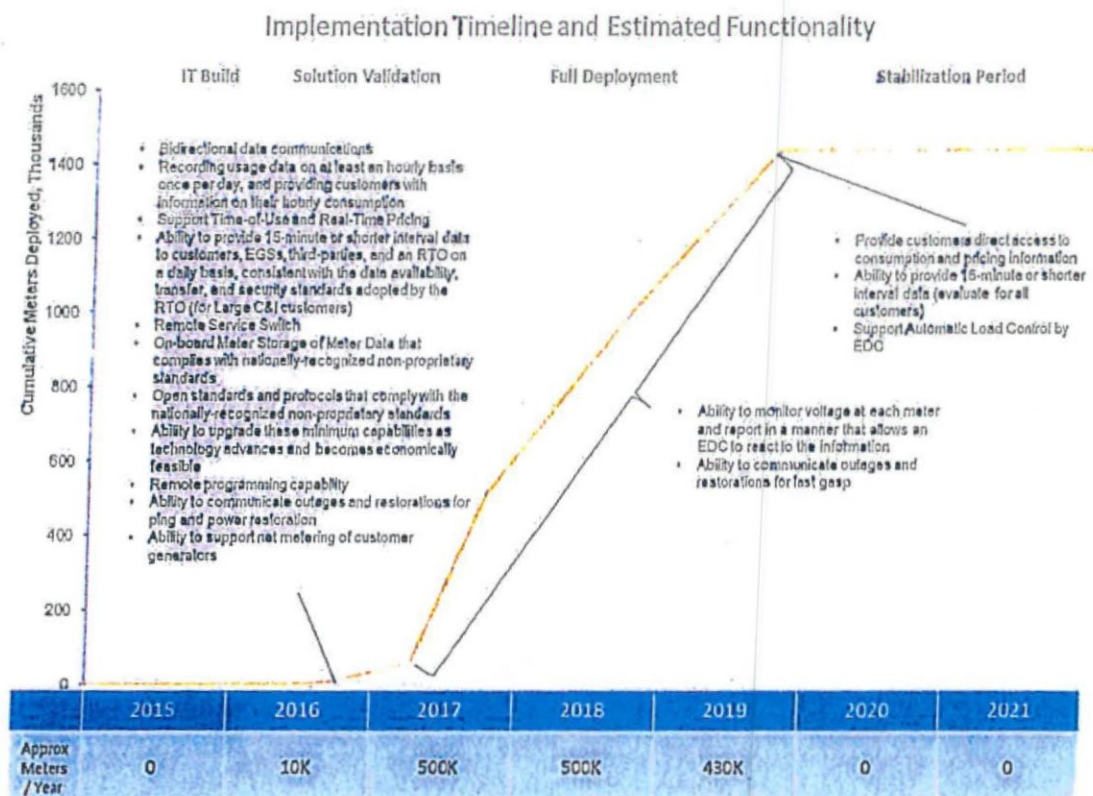 Implementation Timeline and Estimated Functionality
IT Build
Solution Validation
Full Deployment
Stabilization Period
Cumulative Meters Deployed, Thousands
1600
1400
1200
1000
800
600
400
200
0
• Bidirectional data communications
• Recording usage data on at least an hourly basis
once per day, and providing customers with
information on their hourly consumption
• Support Time-of-Use and Real-Time Pricing
• Ability to provide 15-minute or shorter interval data
to customers, EGSs, third-parties, and an RTO on
a daily basis, consistent with the data availability,
transfer, and security standards adopted by the
RTO (for Large C&I customers)
• Remote Service Switch
• On-board Meter Storage of Meter Data that
complies with nationally-recognized non-proprietary
standards
• Open standards and protocols that comply with the
nationally-recognized non-proprietary standards
• Ability to upgrade these minimum capabilities as
technology advances and becomes economically
feasible
• Remote programming capability
• Ability to communicate outages and restorations for
ping and power restoration
• Ability to support net metering of customer
generators
• Provide customers direct access to
consumption and pricing information
• Ability to provide 15-minute or shorter
interval data (evaluate for all
customers)
• Support Automatic Load Control by
EDC
• Ability to monitor voltage at each meter
and report in a manner that allows an
EDC to react to the information
• Ability to communicate outages and
restorations for last gasp
2015 2016 2017 2018 2019 2020 2021
Approx
Meters
/ Year
0 10K 500K 500K 430K 0 0